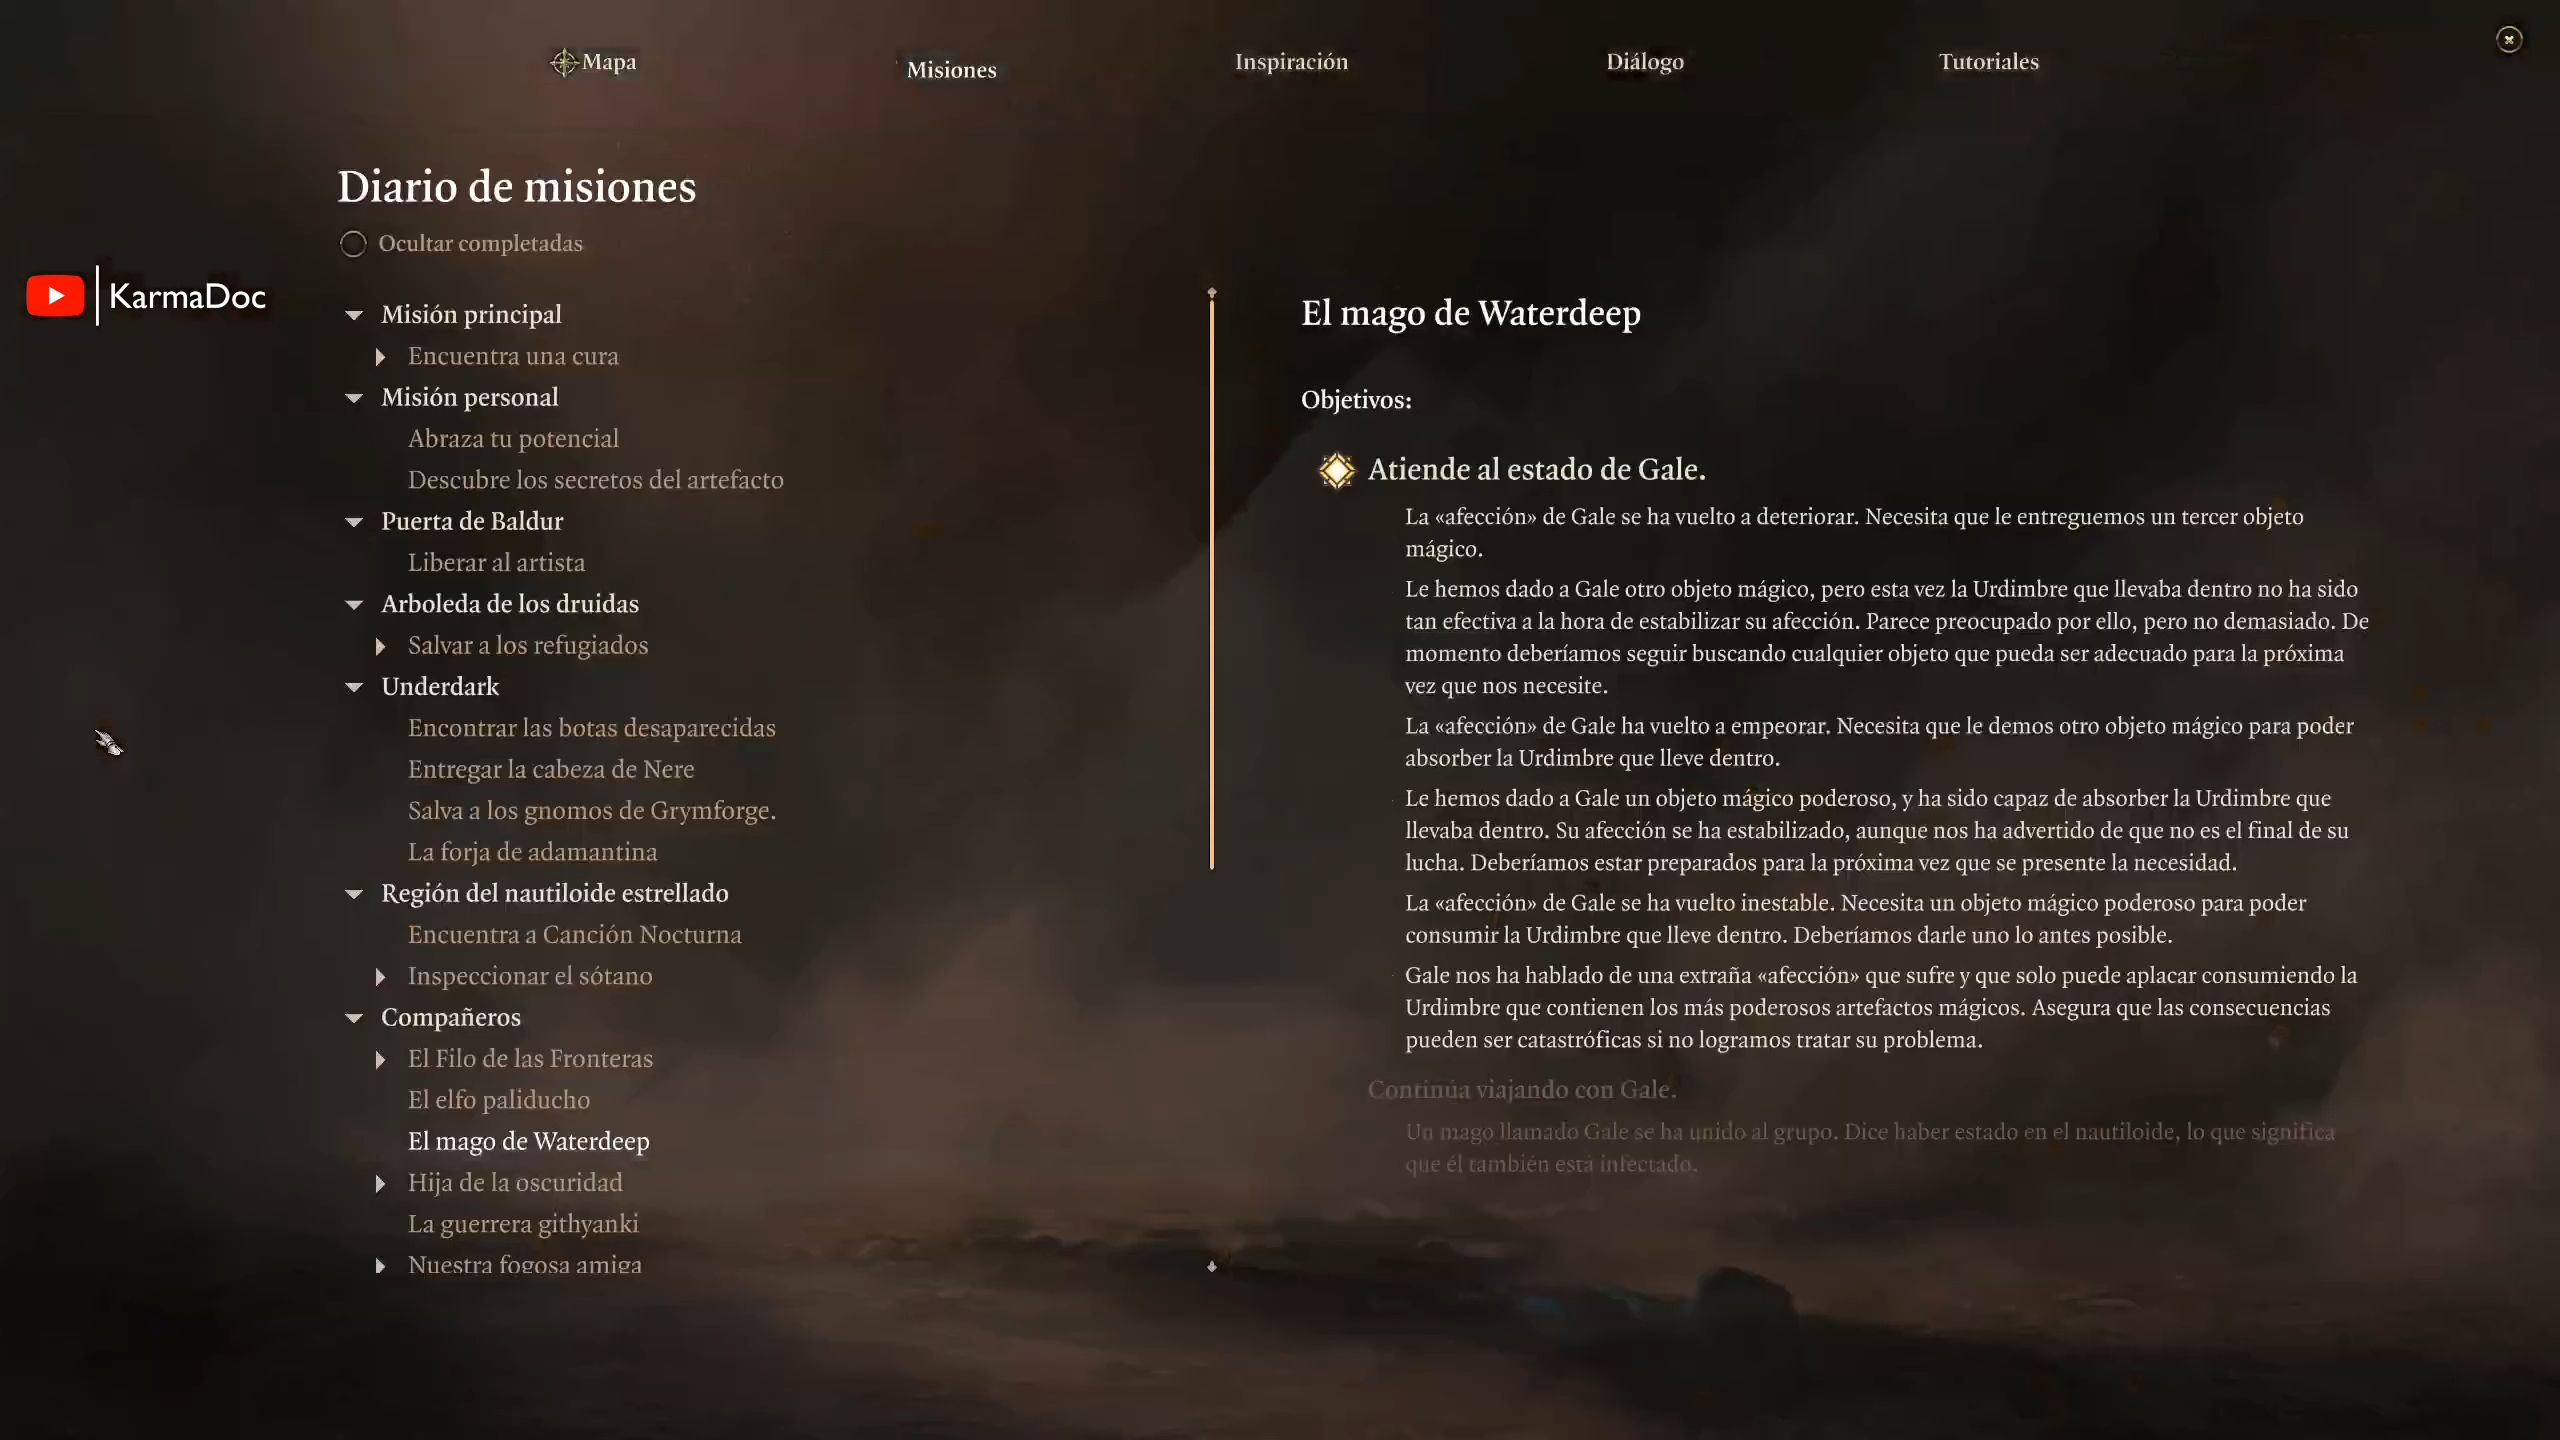 Mapa
Misiones
Inspiración
Diálogo
Tutoriales
Diario de misiones
Ocultar completadas
KarmaDoc
Misión principal
Encuentra una cura
Misión personal
Abraza tu potencial
Descubre los secretos del artefacto
Puerta de Baldur
Liberar al artista
Arboleda de los druidas
Salvar a los refugiados
Underdark
Encontrar las botas desaparecidas
Entregar la cabeza de Nere
Salva a los gnomos de Grymforge.
La forja de adamantina
Región del nautiloide estrellado
Encuentra a Canción Nocturna
Inspeccionar el sótano
Compañeros
El Filo de las Fronteras
El elfo paliducho
El mago de Waterdeep
Hija de la oscuridad
La guerrera githyanki
Nuestra fogosa amiga
El mago de Waterdeep
Objetivos:
Atiende al estado de Gale.
La «afección» de Gale se ha vuelto a deteriorar. Necesita que le entreguemos un tercer objeto
mágico.
Le hemos dado a Gale otro objeto mágico, pero esta vez la Urdimbre que llevaba dentro no ha sido
tan efectiva a la hora de estabilizar su afección. Parece preocupado por ello, pero no demasiado. De
momento deberíamos seguir buscando cualquier objeto que pueda ser adecuado para la próxima
vez que nos necesite.
La «afección» de Gale ha vuelto a empeorar. Necesita que le demos otro objeto mágico para poder
absorber la Urdimbre que lleve dentro.
Le hemos dado a Gale un objeto mágico poderoso, y ha sido capaz de absorber la Urdimbre que
llevaba dentro. Su afección se ha estabilizado, aunque nos ha advertido de que no es el final de su
lucha. Deberíamos estar preparados para la próxima vez que se presente la necesidad.
La «afección» de Gale se ha vuelto inestable. Necesita un objeto mágico poderoso para poder
consumir la Urdimbre que lleve dentro. Deberíamos darle uno lo antes posible.
Gale nos ha hablado de una extraña «afección» que sufre y que solo puede aplacar consumiendo la
Urdimbre que contienen los más poderosos artefactos mágicos. Asegura que las consecuencias
pueden ser catastróficas si no logramos tratar su problema.
Continúa viajando con Gale.
Un mago llamado Gale se ha unido al grupo. Dice haber estado en el nautiloide, lo que significa
que él también está infectado.